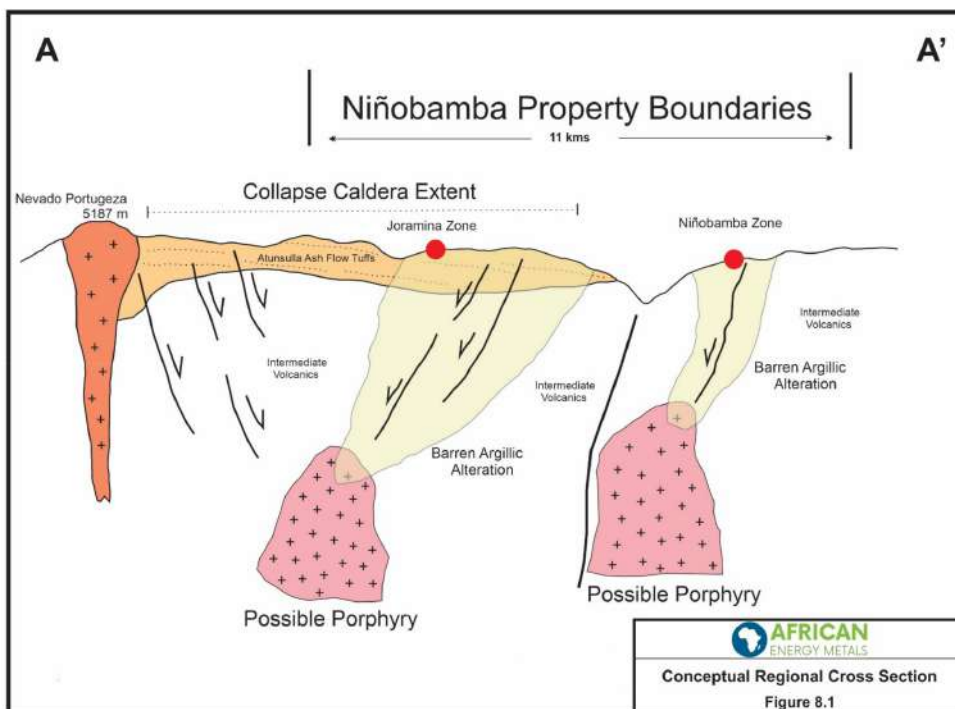 A
A’
Niñobamba Property Boundaries
11 kms
Nevado Portugeza
5187 m
Collapse Caldera Extent
Joramina Zone
Niñobamba Zone
Atunsulla Ash Flow Tuffs
Intermediate
Volcanics
Intermediate
Volcanics
Intermediate
Volcanics
Barren Argillic
Alteration
Barren Argillic
Alteration
Possible Porphyry
Possible Porphyry
AFRICAN
ENERGY METALS
Conceptual Regional Cross Section
Figure 8.1